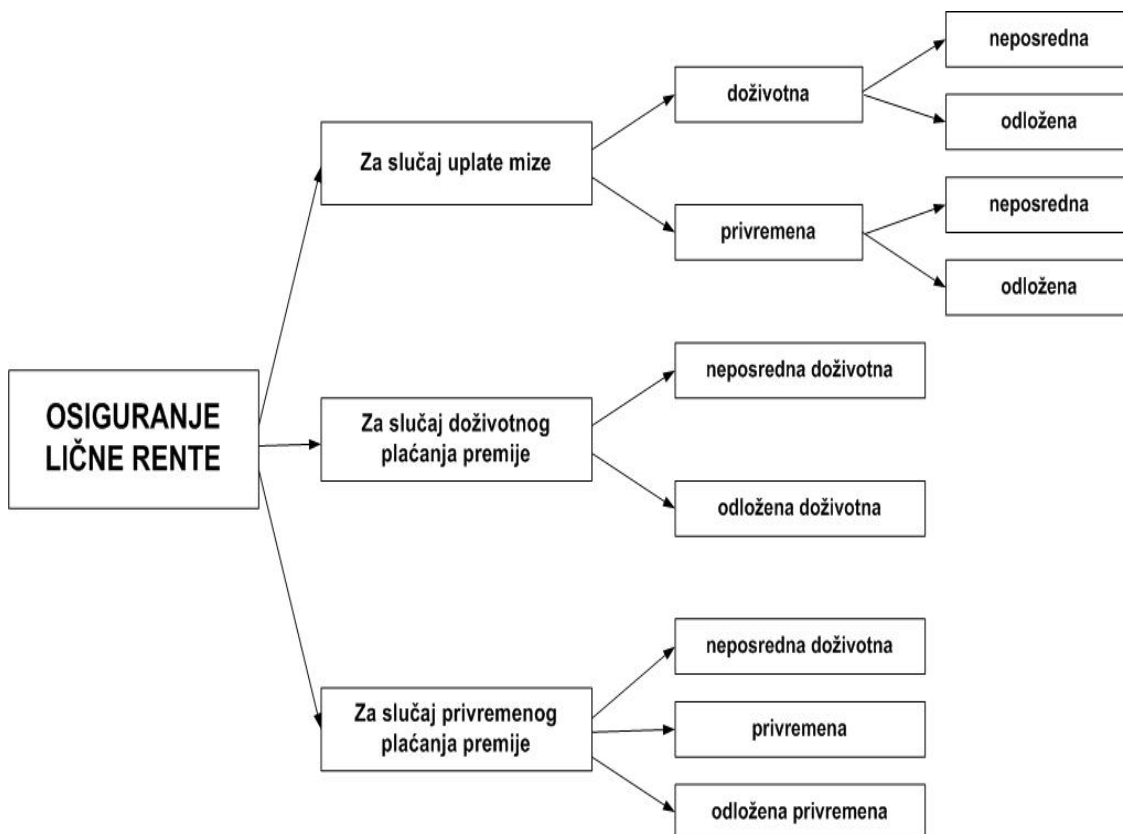 OSIGURANJE
LIČNE RENTE
Za slučaj uplate mize
doživotna
neposredna
odložena
privremena
neposredna
odložena
Za slučaj doživotnog
plaćanja premije
neposredna doživotna
odložena doživotna
Za slučaj privremenog
plaćanja premije
neposredna doživotna
privremena
odložena privremena